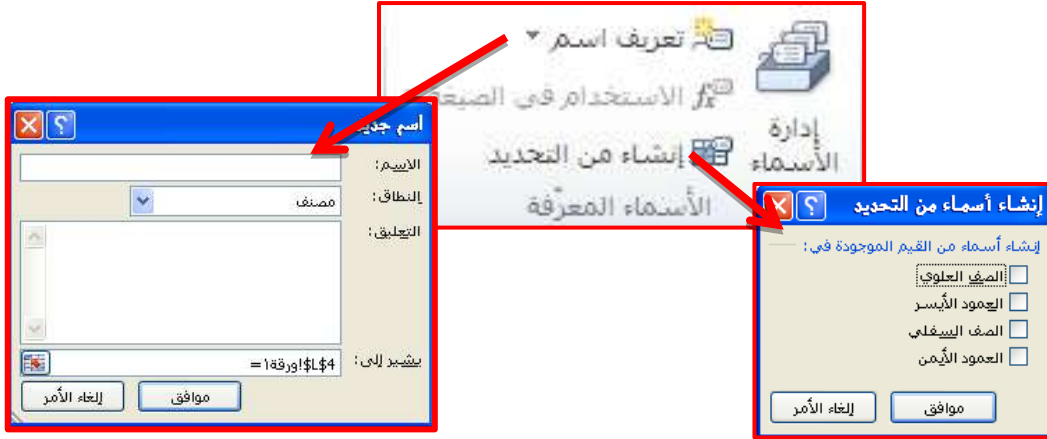 إدارة الأسماء
تعريف اسم
الاستخدام في الصيغة
إنشاء من التحديد
الأسماء المعرّفة
اسم جديد
الاسم:
النطاق:
مصنف
التعليق:
يشير إلى:
=ورقة١!$L$4
موافق
إلغاء الأمر
إنشاء أسماء من التحديد
إنشاء أسماء من القيم الموجودة في:
الصف العلوي
العمود الأيسر
الصف السفلي
العمود الأيمن
موافق
إلغاء الأمر